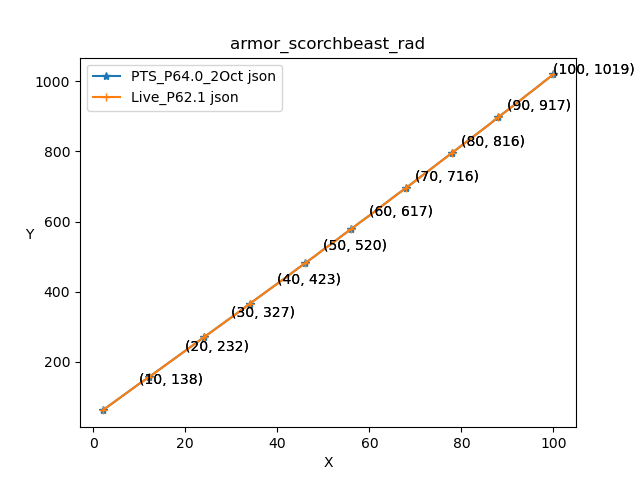 armor_scorchbeast_rad
PTS_P64.0_2Oct json
Live_P62.1 json
(100, 1019)
(90, 917)
(80, 816)
(70, 716)
(60, 617)
(50, 520)
(40, 423)
(30, 327)
(20, 232)
(10, 138)
1000
800
600
400
200
Y
0 20 40 60 80 100
X